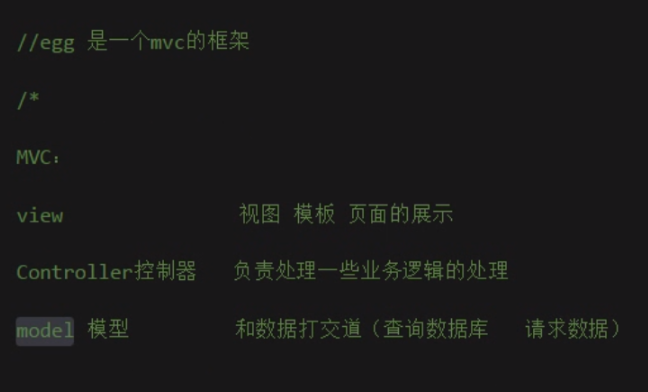 //egg 是一个mvc的框架
/*
MVC：
view 视图 模板 页面的展示
Controller控制器 负责处理一些业务逻辑的处理
model 模型 和数据打交道（查询数据库 请求数据）